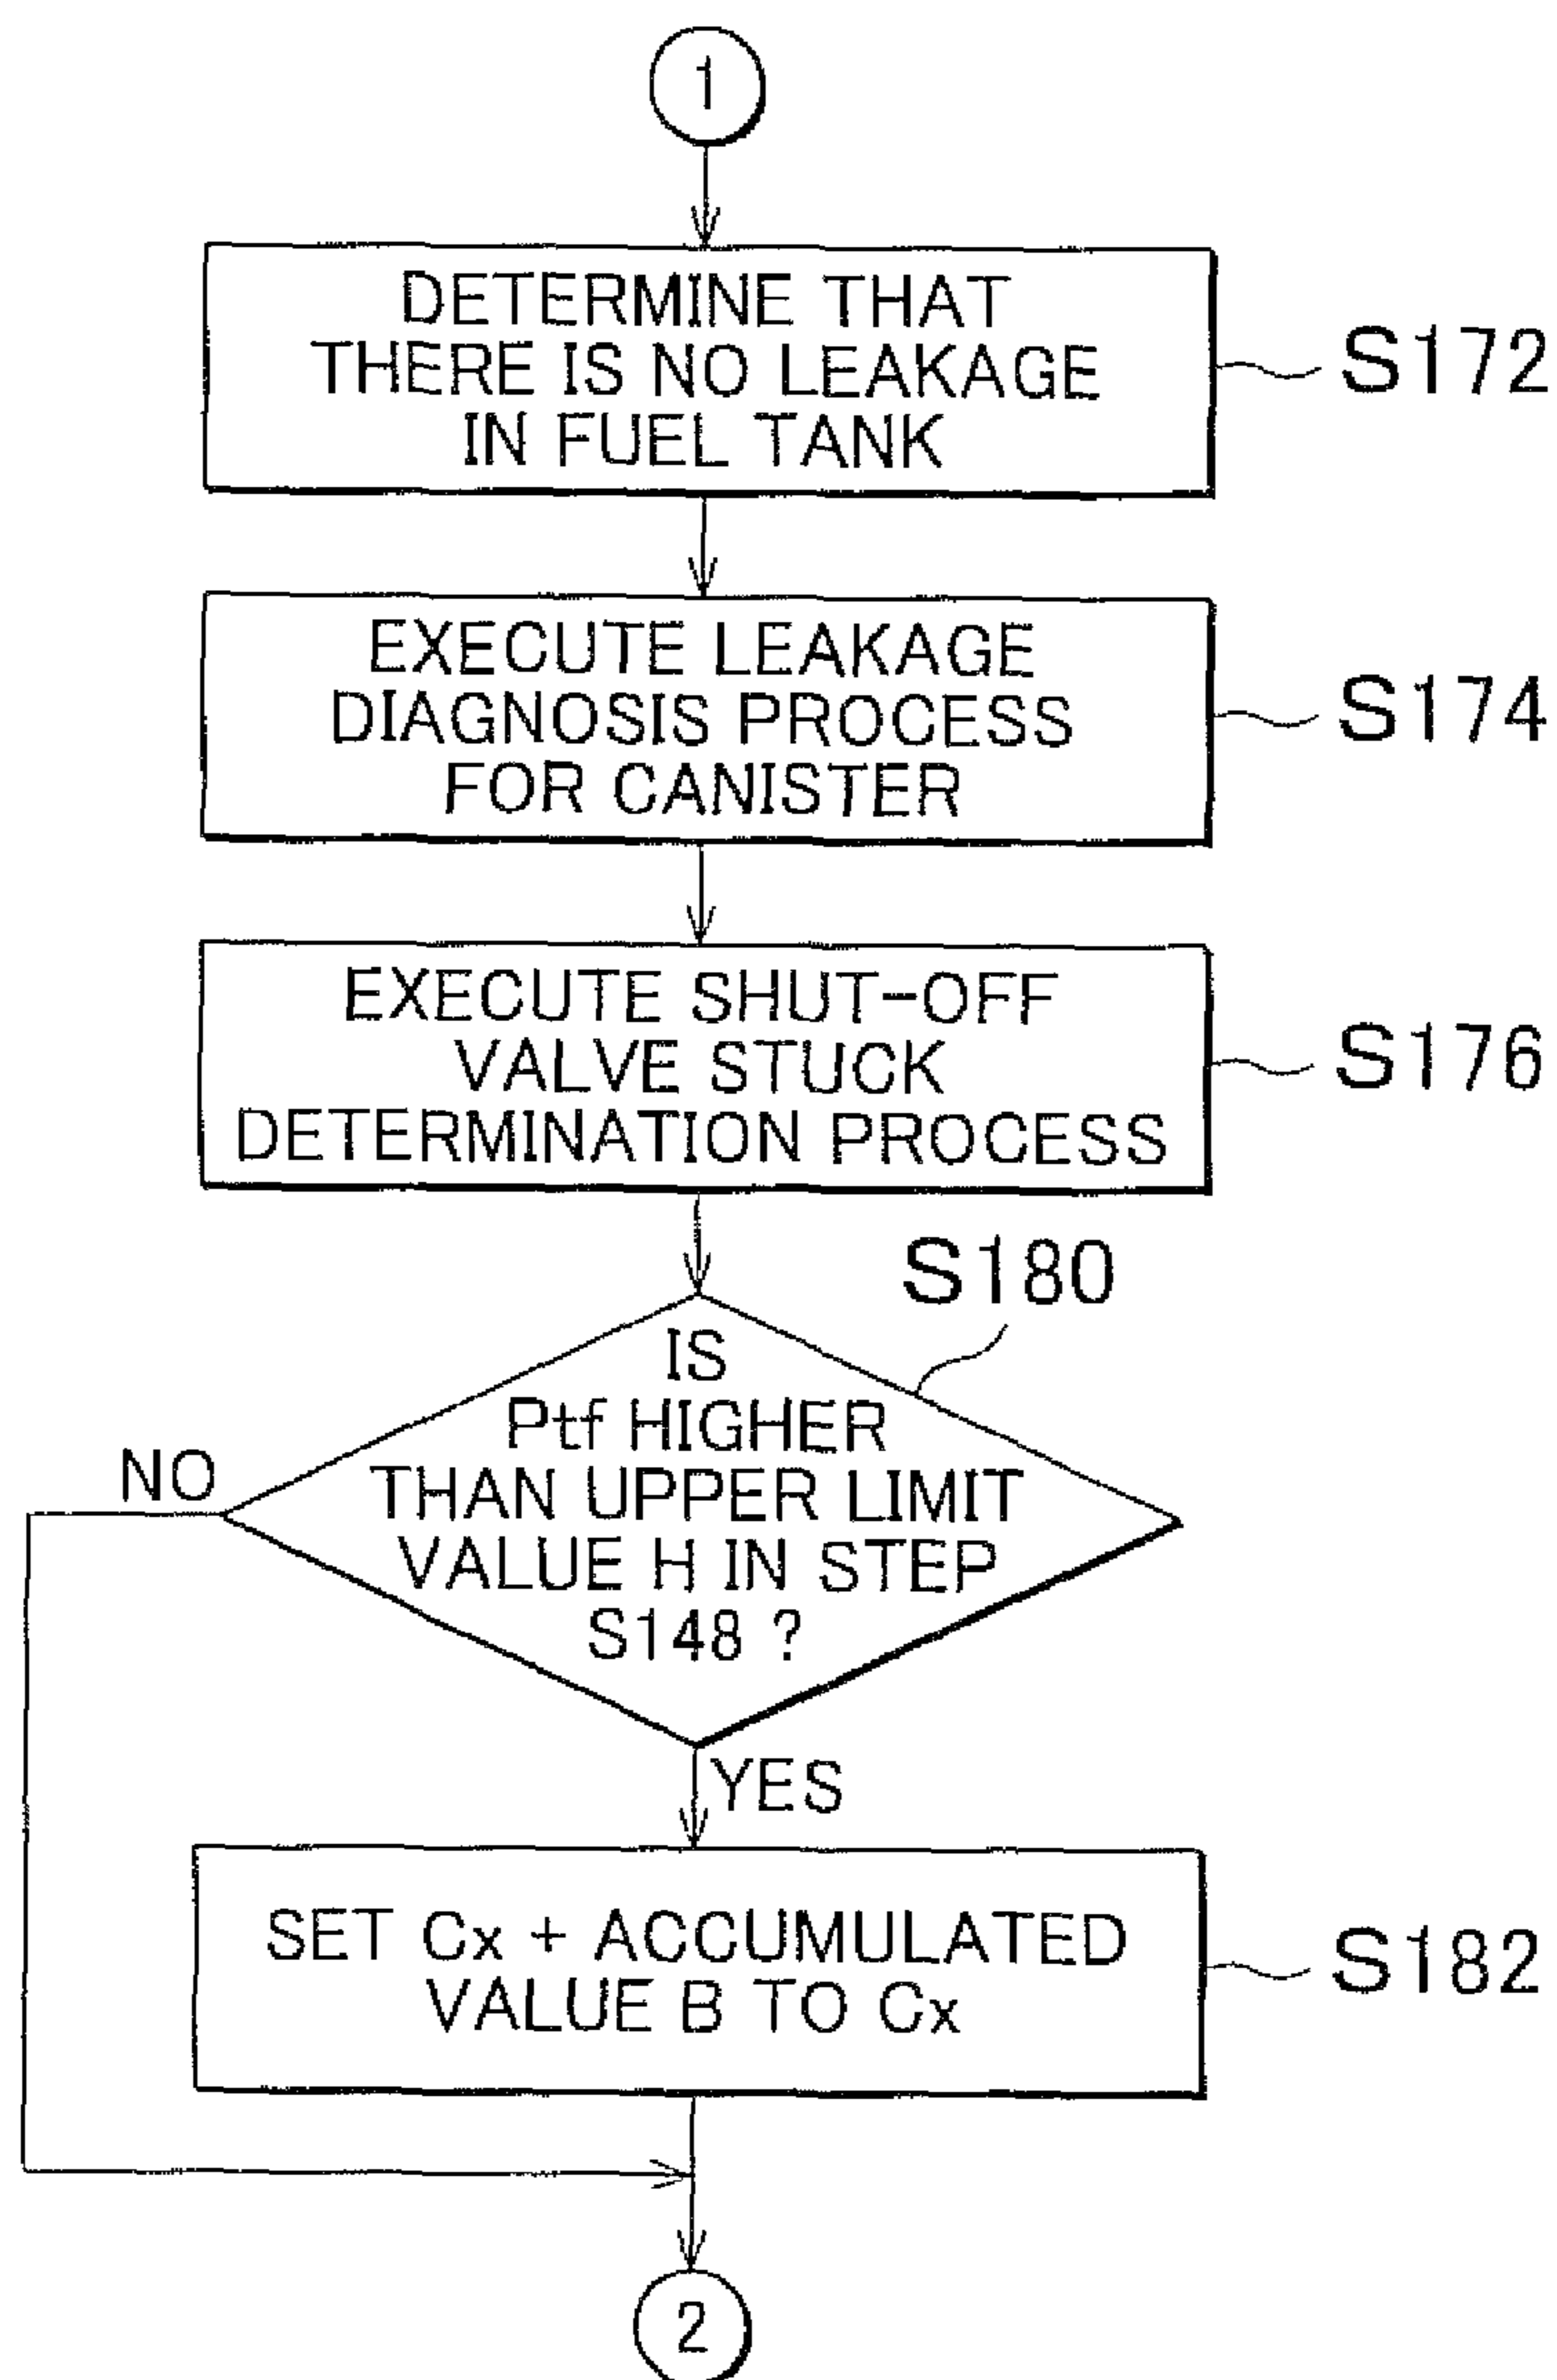 1
DETERMINE THAT
THERE IS NO LEAKAGE
IN FUEL TANK
S172
EXECUTE LEAKAGE
DIAGNOSIS PROCESS
FOR CANISTER
S174
EXECUTE SHUT-OFF
VALVE STUCK
DETERMINATION PROCESS
S176
S180
IS
Ptf HIGHER
THAN UPPER LIMIT
VALUE H IN STEP
S148 ?
NO
YES
SET Cx + ACCUMULATED
VALUE B TO Cx
S182
2